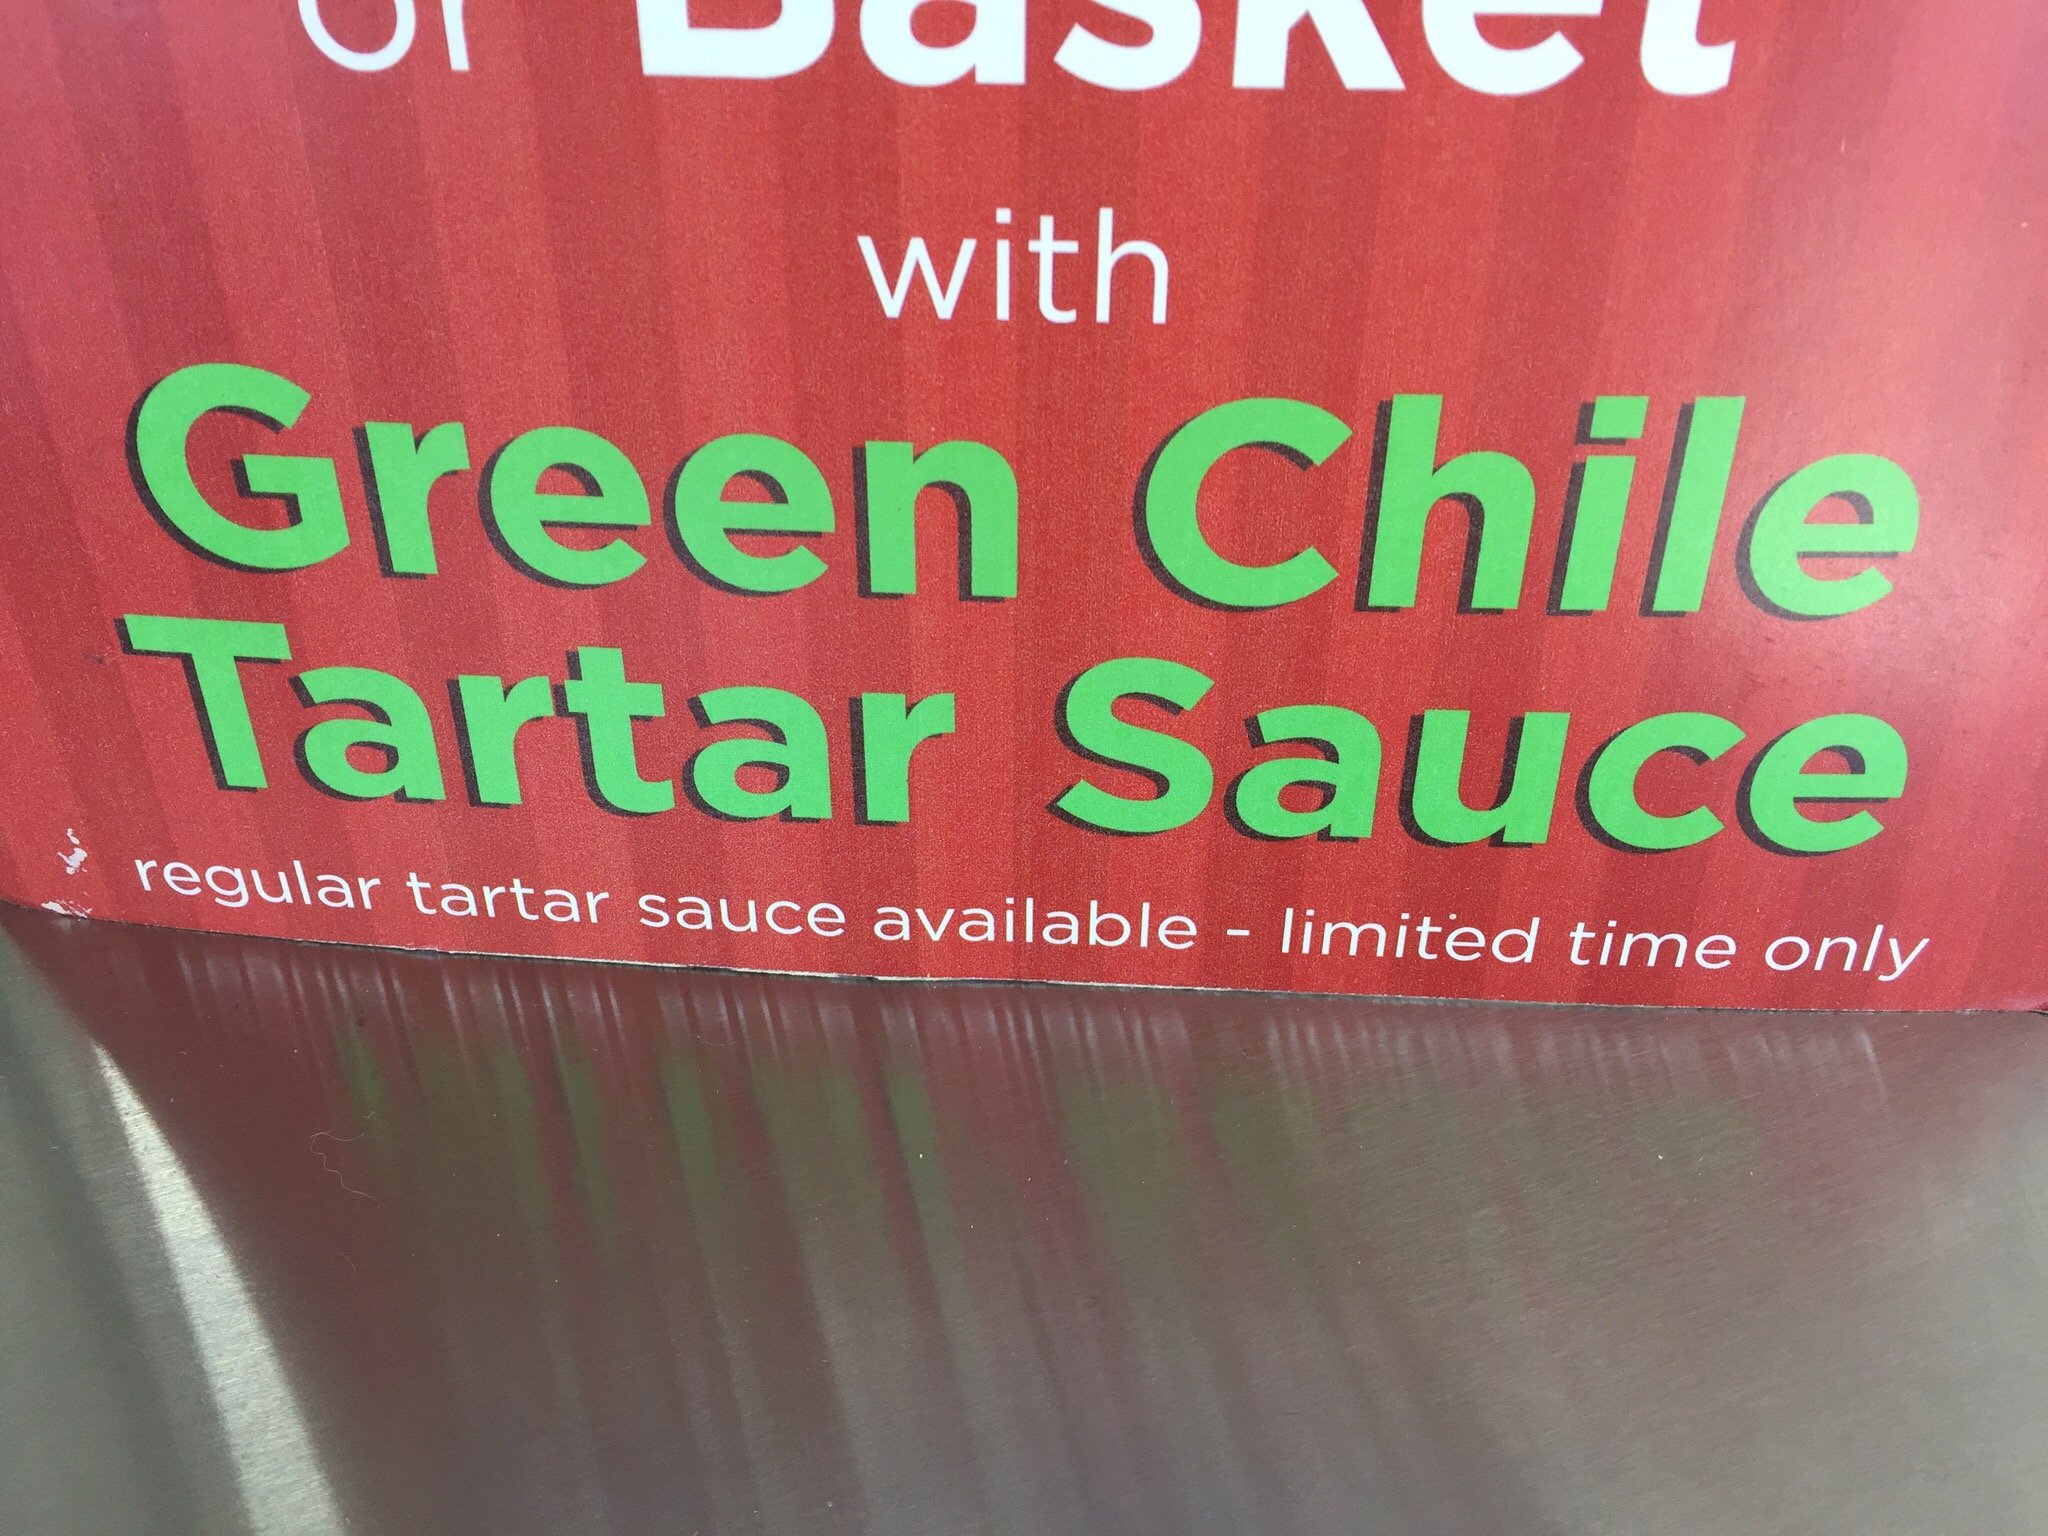 or Basket
with
Green Chile
Tartar Sauce
regular tartar sauce available - limited time only